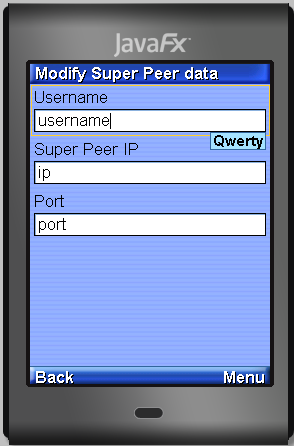 JavaFx
Modify Super Peer data
Username
username
Qwerty
Super Peer IP
ip
Port
port
Back Menu